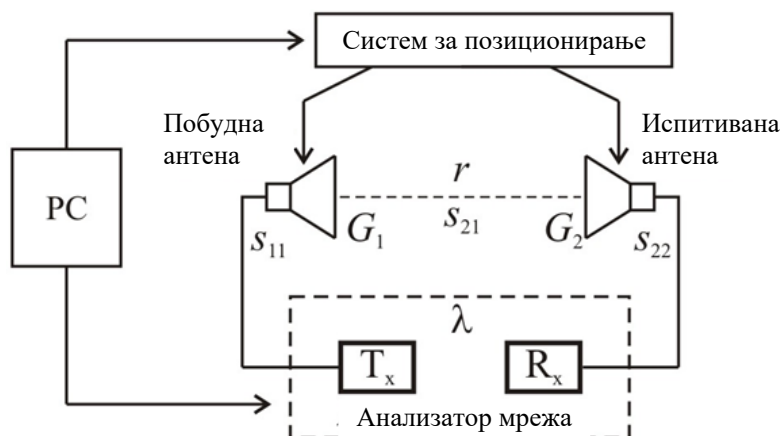 Систем за позиционирање
Побудна
антена
Испитивана
антена
PC
r
G₁
s₂₁
G₂
s₁₁
s₂₂
λ
Tₓ
Rₓ
Анализатор мрежа